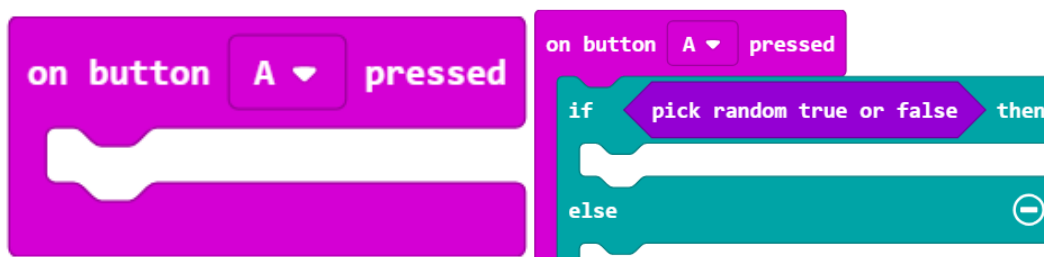 on button A pressed
on button A pressed
if pick random true or false then
else